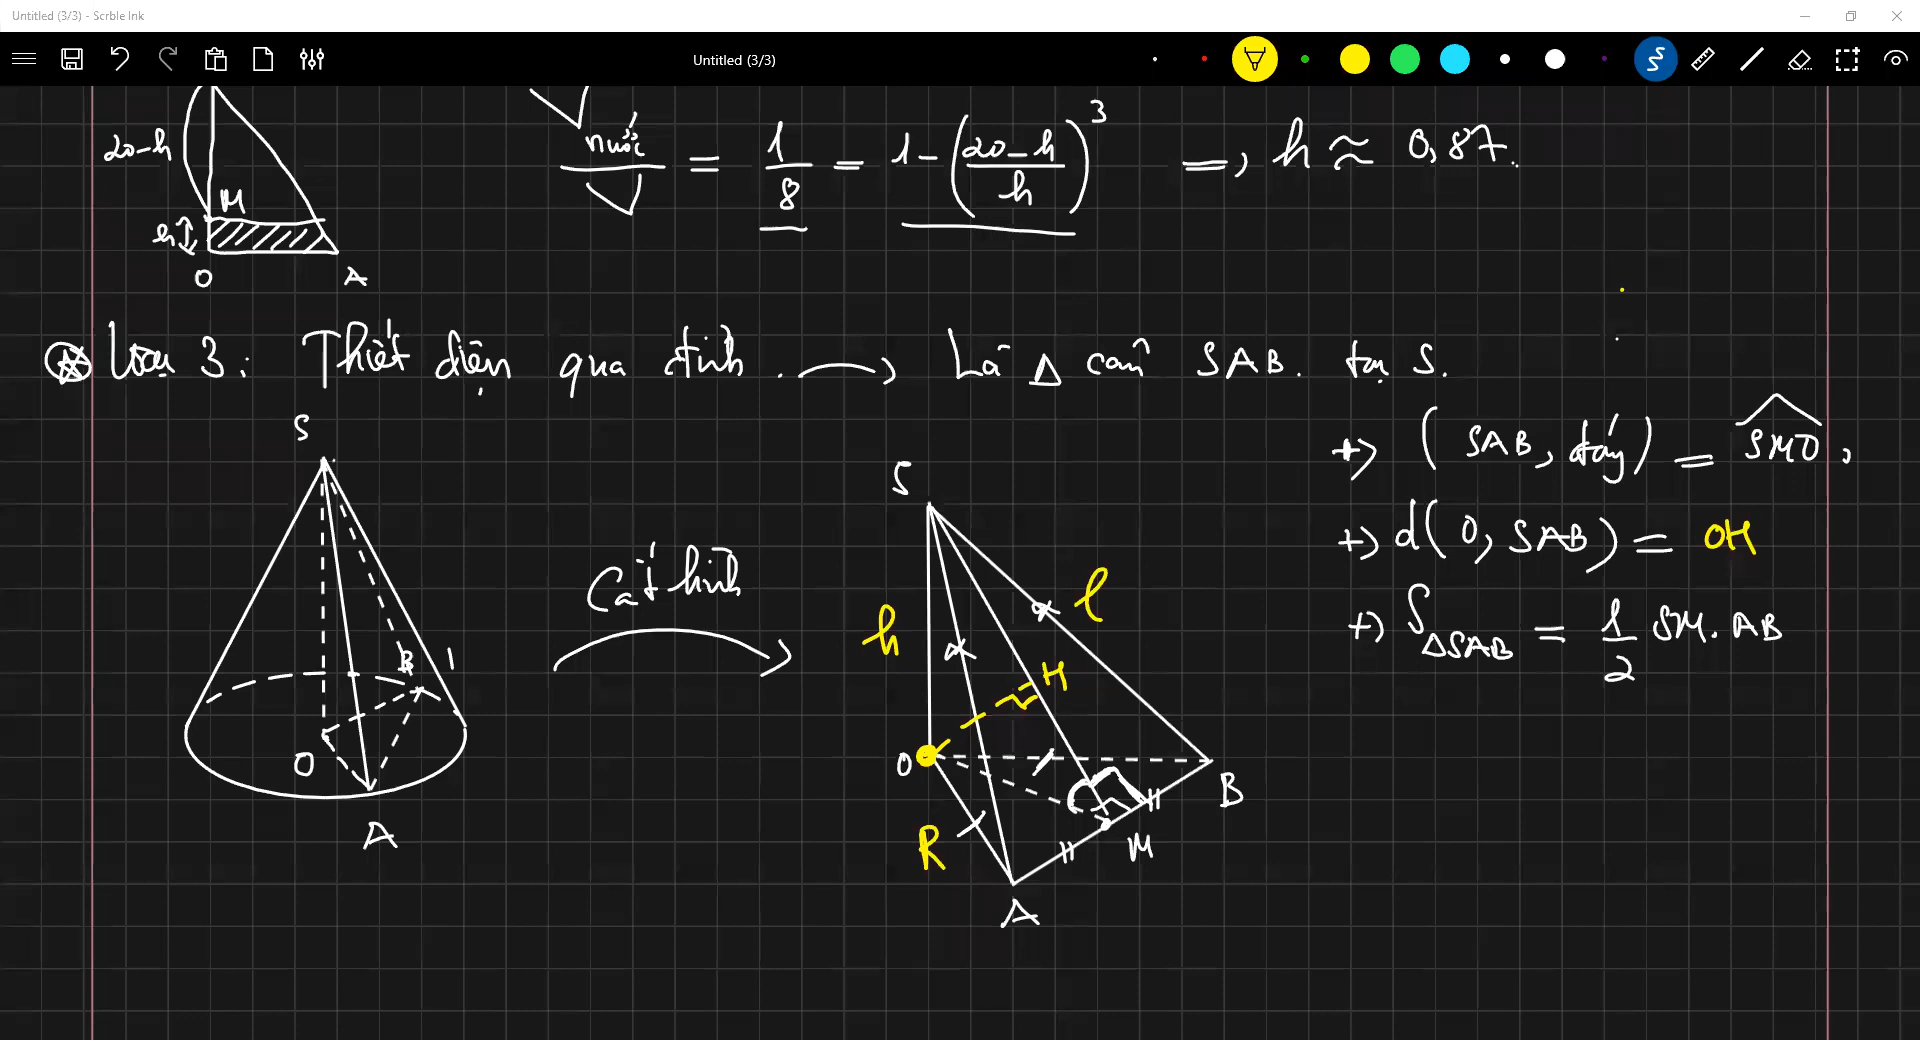 Untitled (3/3) - Scrble Ink
Untitled (3/3)
20-h
M
h
O
A
V nước / V = 1/8 = 1 - ((20-h)/h)^3 => h ≈ 0,87.
Loại 3: Thiết diện qua đỉnh. → Là Δ cân SAB. tại S.
S
B
O
A
Cắt hình
S
h
l
H
O
R
B
M
A
+) (SAB, đáy) = SMO,
+) d(O, SAB) = OH
+) S ΔSAB = 1/2 SM. AB